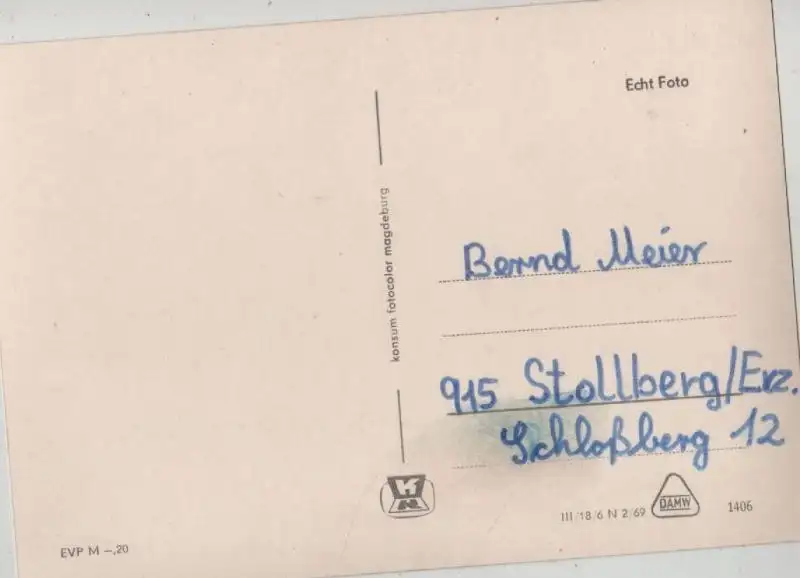 Echt Foto
konsum fotocolor magdeburg
Bernd Meier
915 Stollberg/Erz.
Schloßberg 12
III/18/6 N 2/69
DAMW
1406
EVP M –,20